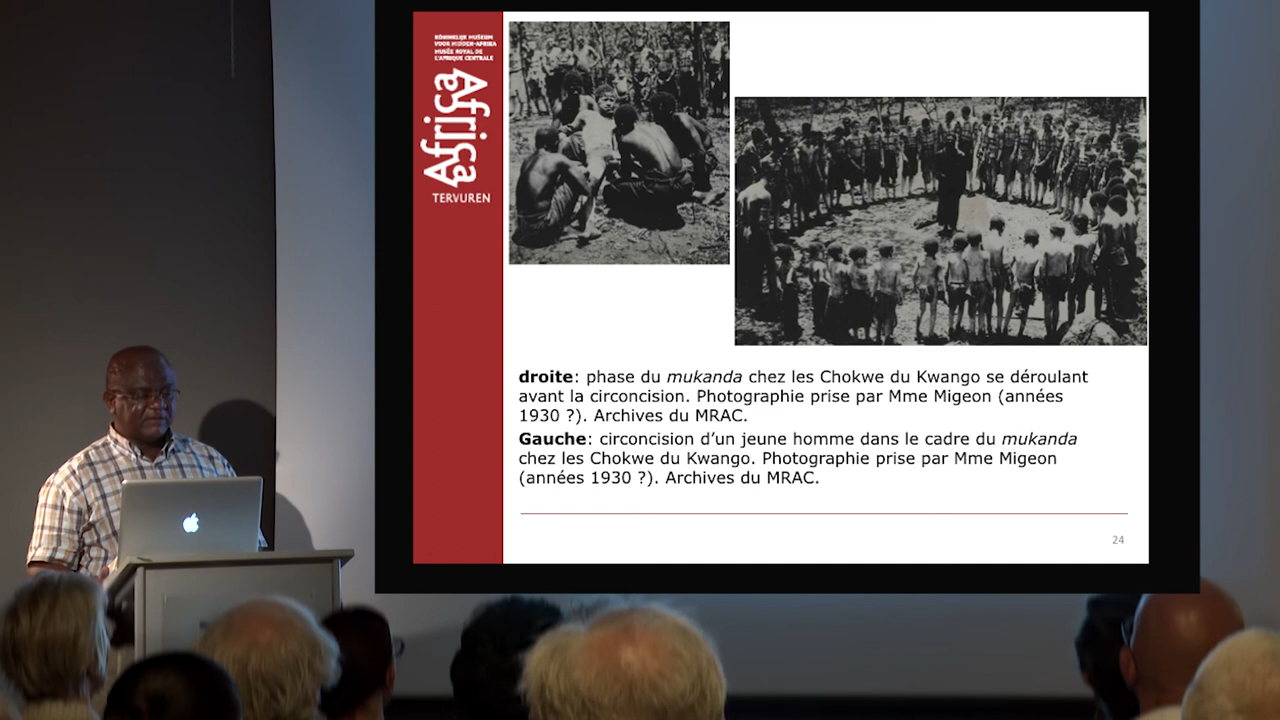 KONINKLIJK MUSEUM
VOOR MIDDEN-AFRIKA
MUSÉE ROYAL DE
L'AFRIQUE CENTRALE
Africa
Africa
TERVUREN
droite: phase du mukanda chez les Chokwe du Kwango se déroulant
avant la circoncision. Photographie prise par Mme Migeon (années
1930 ?). Archives du MRAC.
Gauche: circoncision d’un jeune homme dans le cadre du mukanda
chez les Chokwe du Kwango. Photographie prise par Mme Migeon
(années 1930 ?). Archives du MRAC.
24